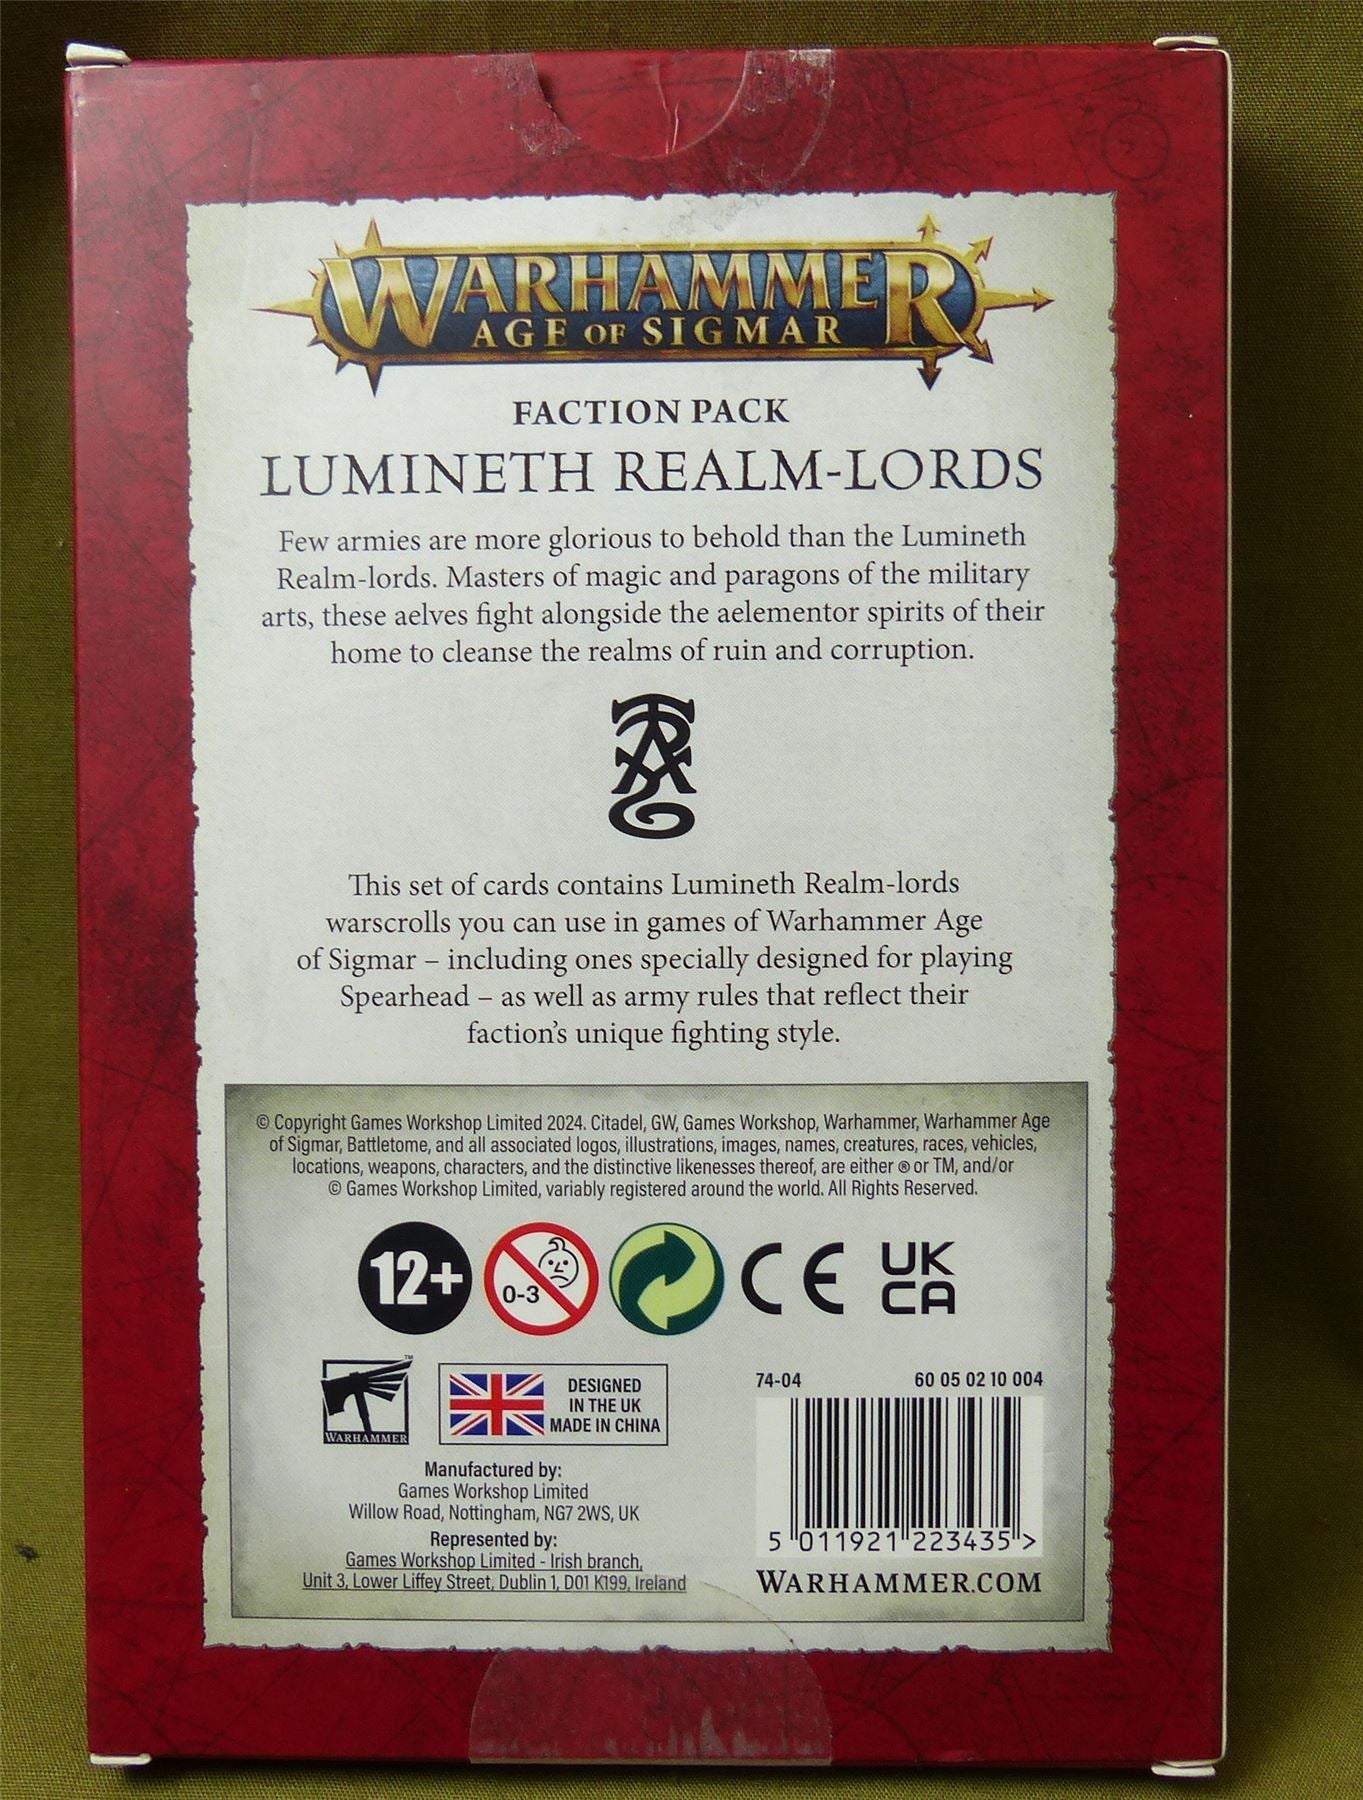 WARHAMMER
AGE OF SIGMAR
FACTION PACK
LUMINETH REALM-LORDS
Few armies are more glorious to behold than the Lumineth
Realm-lords. Masters of magic and paragons of the military
arts, these aelves fight alongside the aelementor spirits of their
home to cleanse the realms of ruin and corruption.
This set of cards contains Lumineth Realm-lords
warscrolls you can use in games of Warhammer Age
of Sigmar – including ones specially designed for playing
Spearhead – as well as army rules that reflect their
faction's unique fighting style.
© Copyright Games Workshop Limited 2024. Citadel, GW, Games Workshop, Warhammer, Warhammer Age
of Sigmar, Battletome, and all associated logos, illustrations, images, names, creatures, races, vehicles,
locations, weapons, characters, and the distinctive likenesses thereof, are either ® or TM, and/or
© Games Workshop Limited, variably registered around the world. All Rights Reserved.
12+
0-3
CE
UK
CA
TM
WARHAMMER
DESIGNED
IN THE UK
MADE IN CHINA
74-04 60 05 02 10 004
Manufactured by:
Games Workshop Limited
Willow Road, Nottingham, NG7 2WS, UK
Represented by:
Games Workshop Limited - Irish branch,
Unit 3, Lower Liffey Street, Dublin 1, D01 K199, Ireland
5 011921 223435 >
WARHAMMER.COM